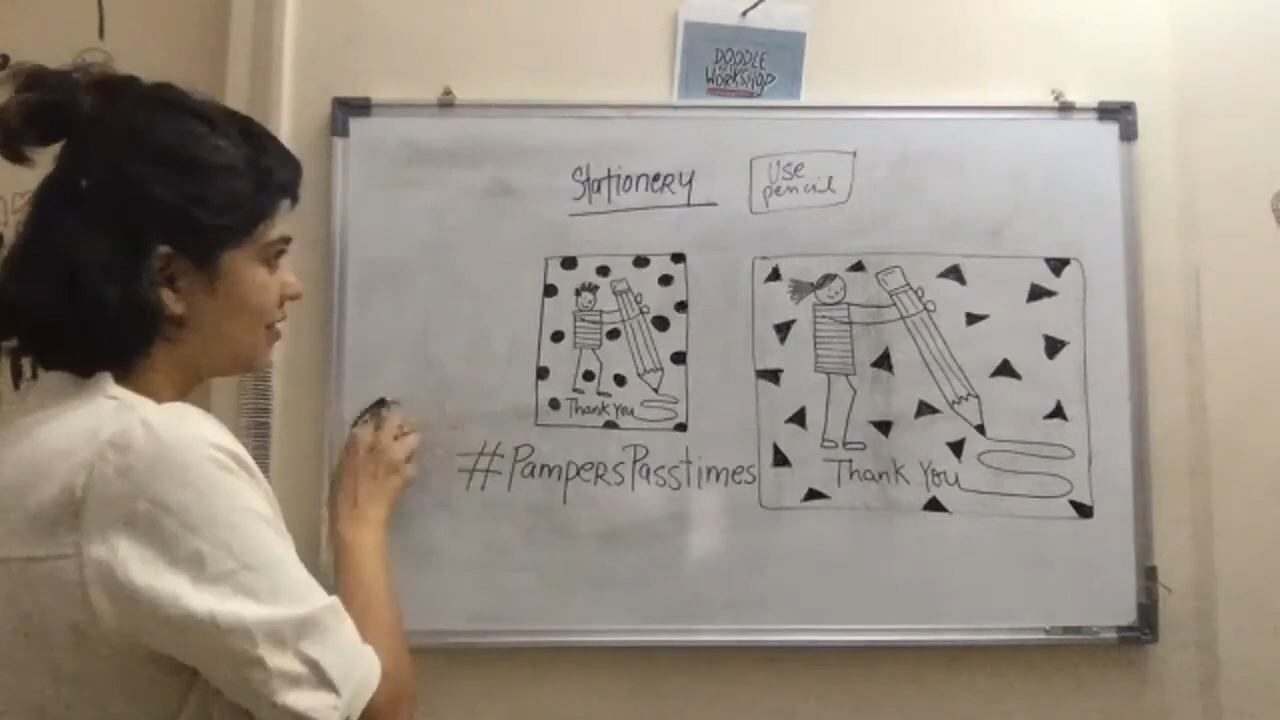 DOODLE
WORKSHOP
Stationery
Use
pencil
Thank You
Thank You
#PampersPasstimes